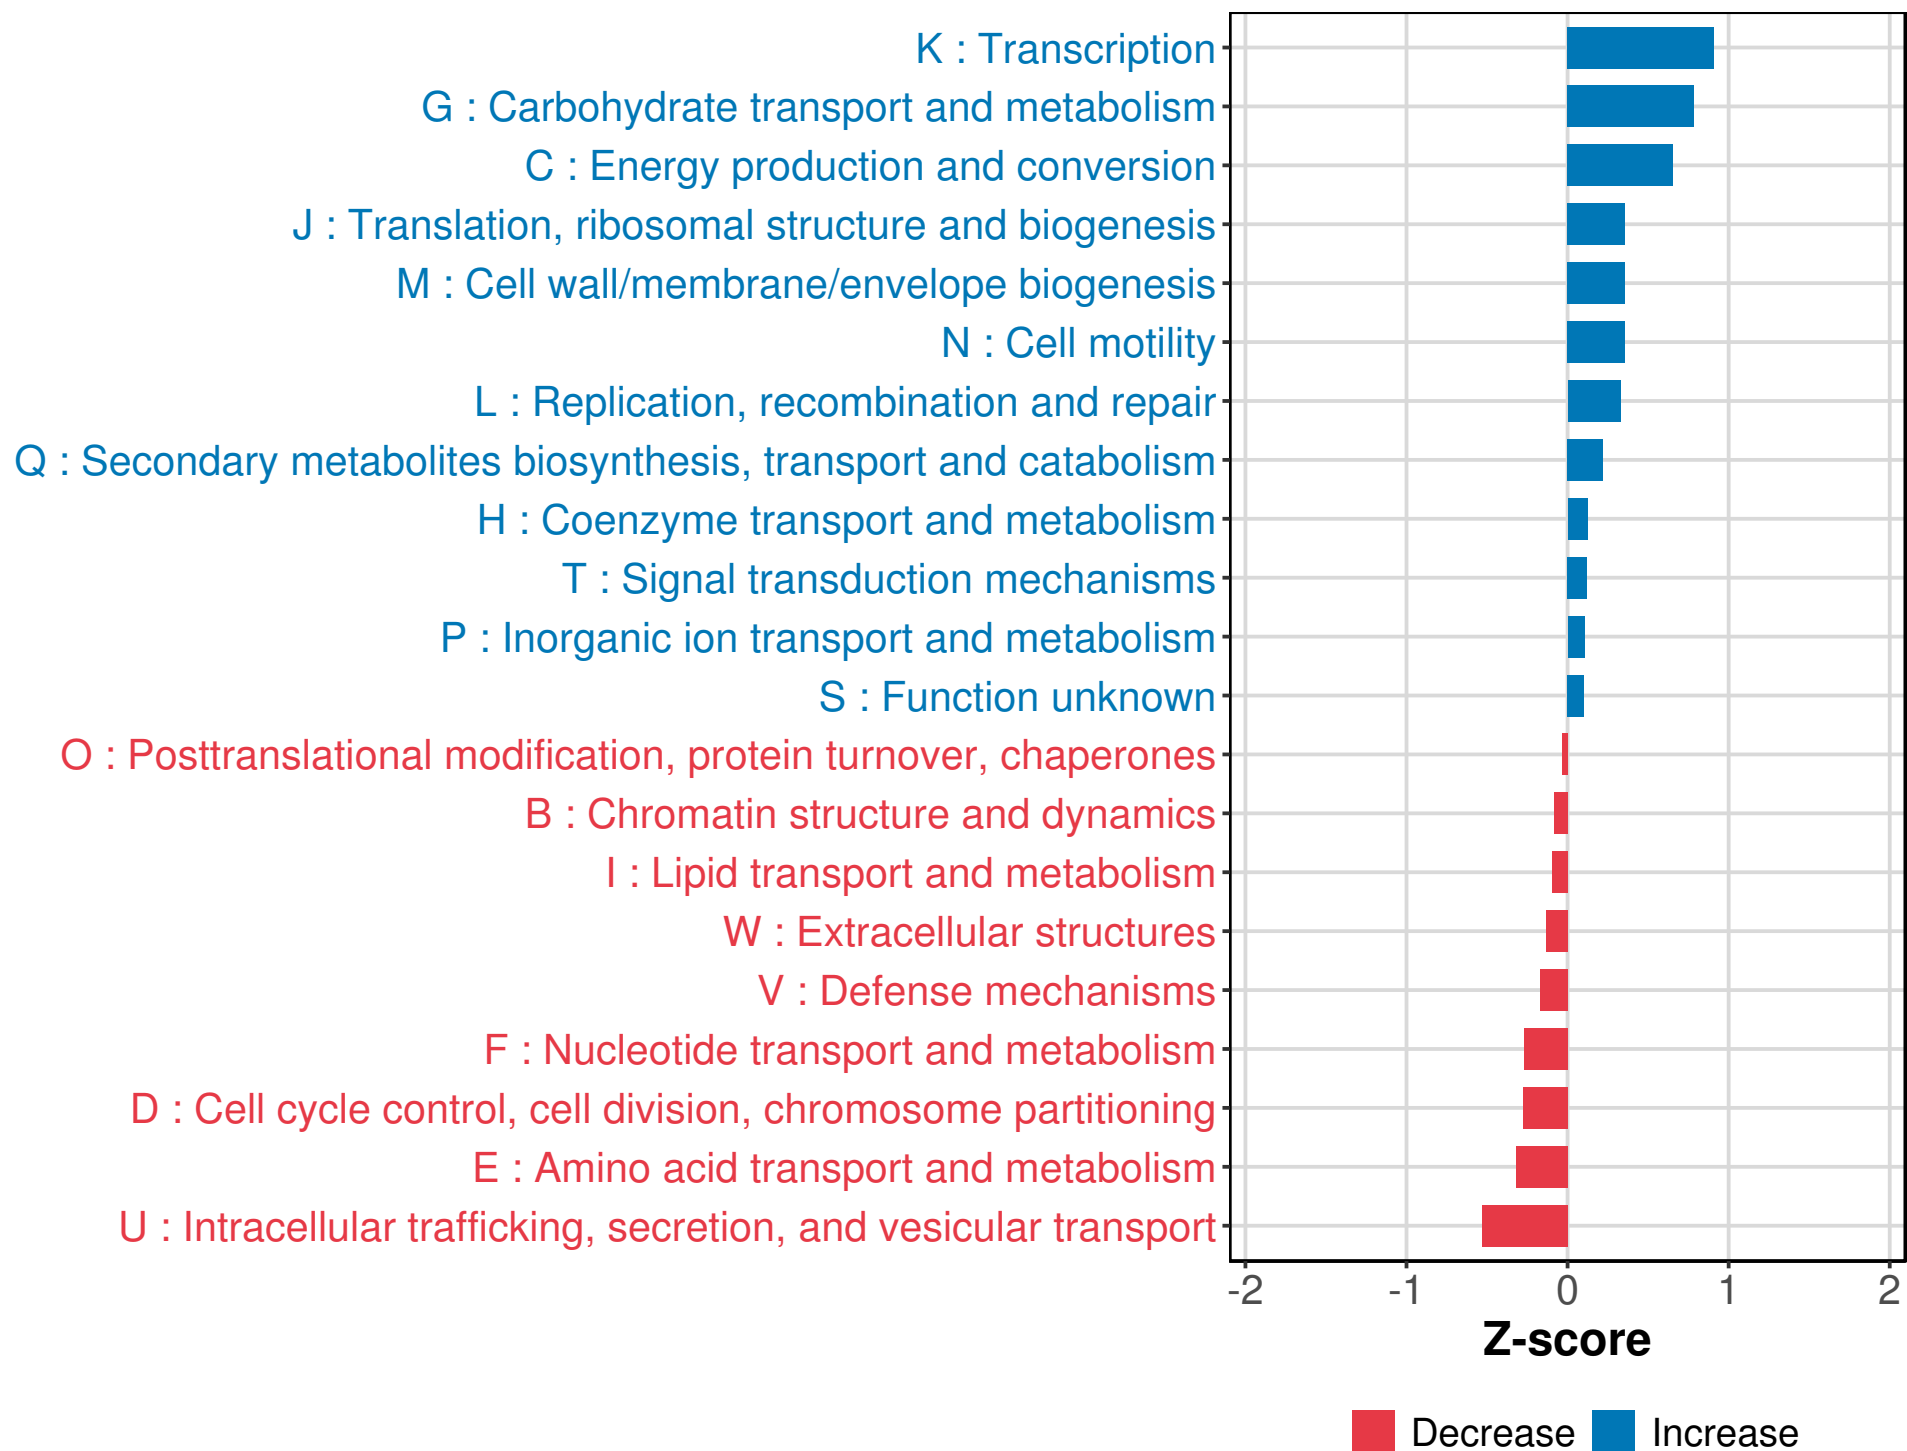 K : Transcription
G : Carbohydrate transport and metabolism
C : Energy production and conversion
J : Translation, ribosomal structure and biogenesis
M : Cell wall/membrane/envelope biogenesis
N : Cell motility
L : Replication, recombination and repair
Q : Secondary metabolites biosynthesis, transport and catabolism
H : Coenzyme transport and metabolism
T : Signal transduction mechanisms
P : Inorganic ion transport and metabolism
S : Function unknown
O : Posttranslational modification, protein turnover, chaperones
B : Chromatin structure and dynamics
I : Lipid transport and metabolism
W : Extracellular structures
V : Defense mechanisms
F : Nucleotide transport and metabolism
D : Cell cycle control, cell division, chromosome partitioning
E : Amino acid transport and metabolism
U : Intracellular trafficking, secretion, and vesicular transport
-2 -1 0 1 2
Z-score
Decrease Increase